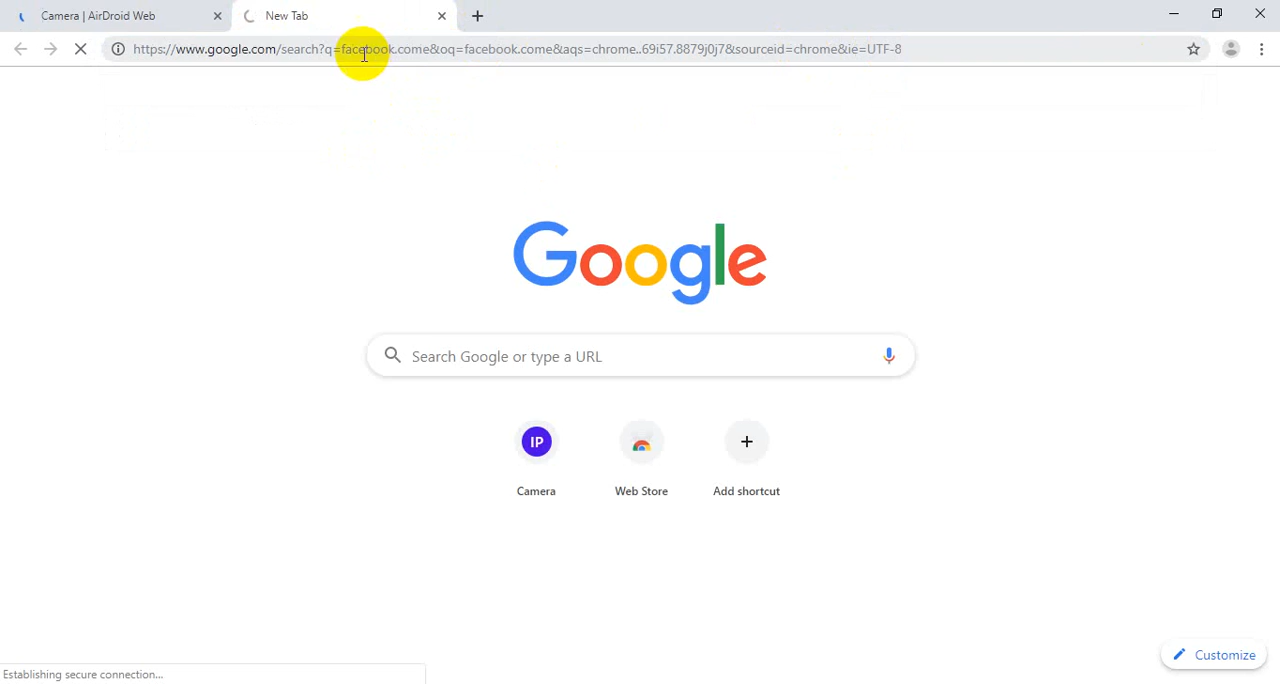 Camera | AirDroid Web
New Tab
https://www.google.com/search?q=facebook.come&oq=facebook.come&aqs=chrome..69i57.8879j0j7&sourceid=chrome&ie=UTF-8
Google
Search Google or type a URL
IP
Camera
Web Store
Add shortcut
Customize
Establishing secure connection...